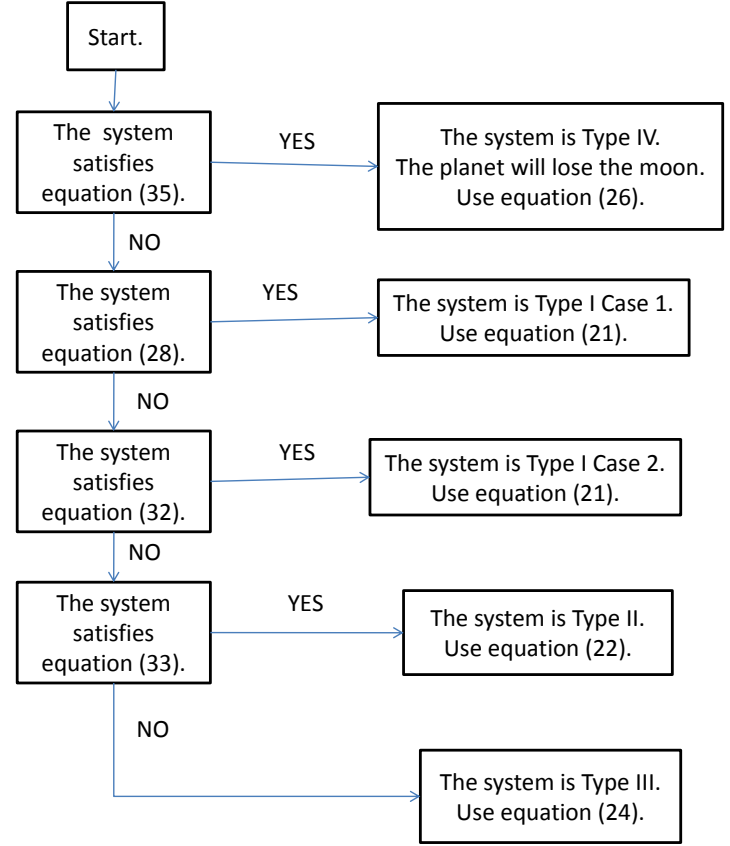 Start.
The system
satisfies
equation (35).
YES
The system is Type IV.
The planet will lose the moon.
Use equation (26).
NO
The system
satisfies
equation (28).
YES
The system is Type I Case 1.
Use equation (21).
NO
The system
satisfies
equation (32).
YES
The system is Type I Case 2.
Use equation (21).
NO
The system
satisfies
equation (33).
YES
The system is Type II.
Use equation (22).
NO
The system is Type III.
Use equation (24).